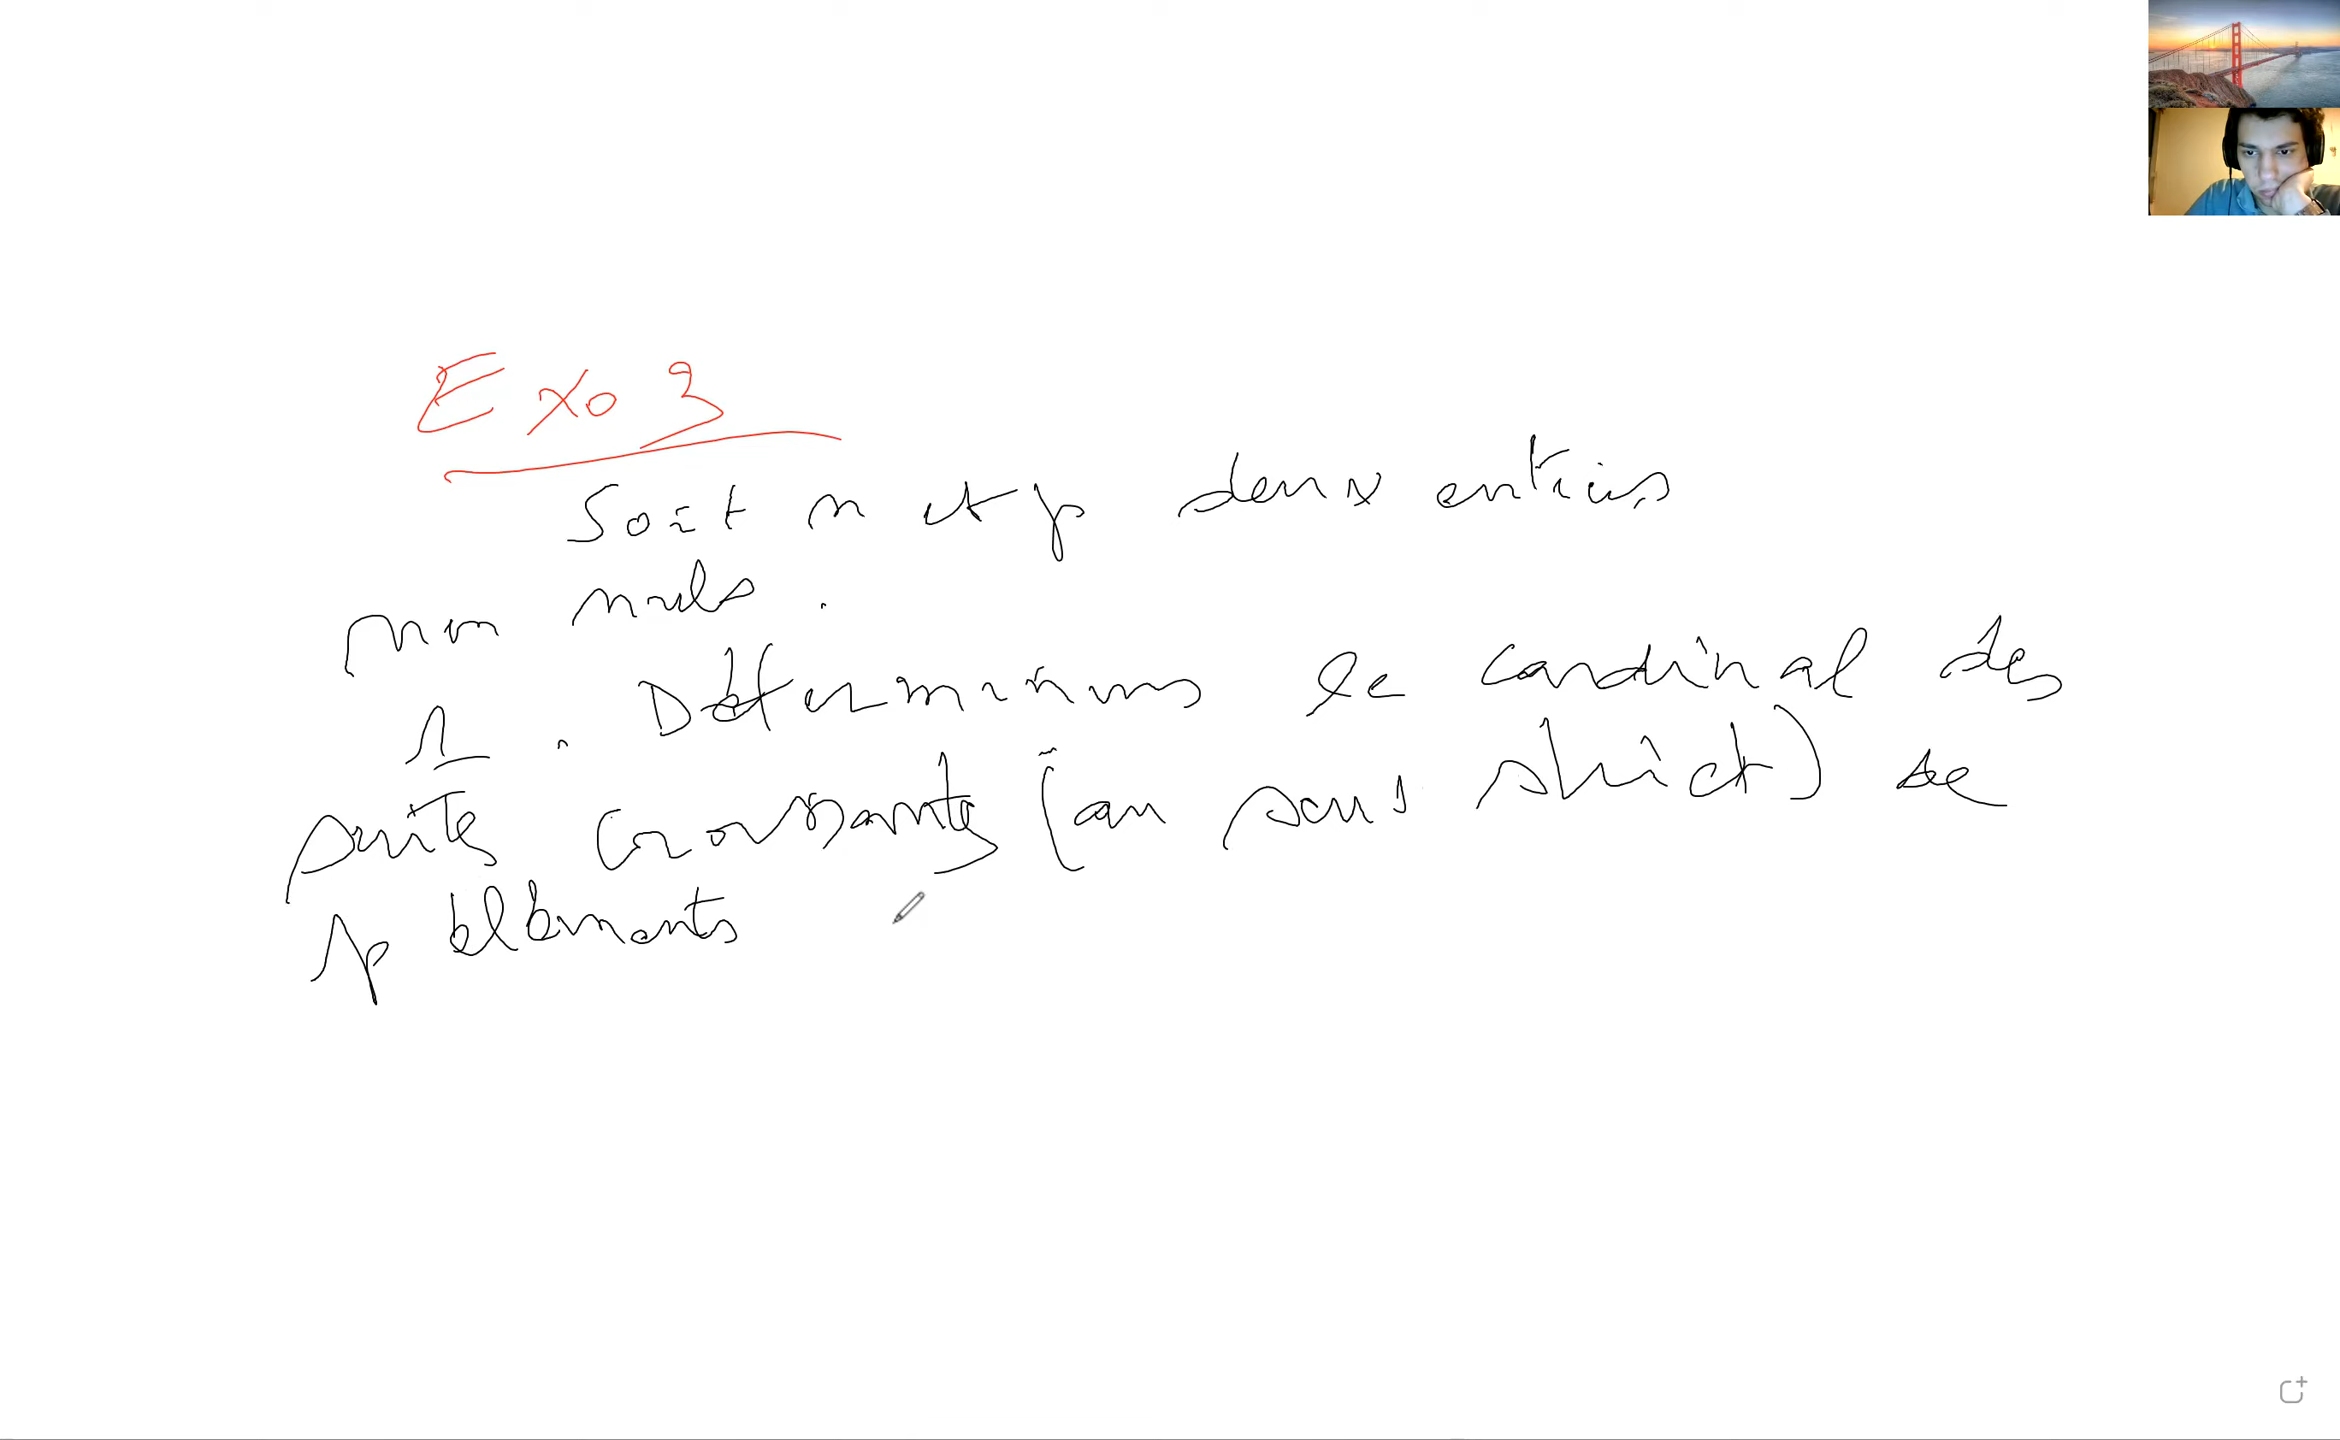 Exo 3
Soit n et p deux entiers
non nuls.
1. Déterminons le cardinal des
suites croissantes (au sens strict) de
p éléments